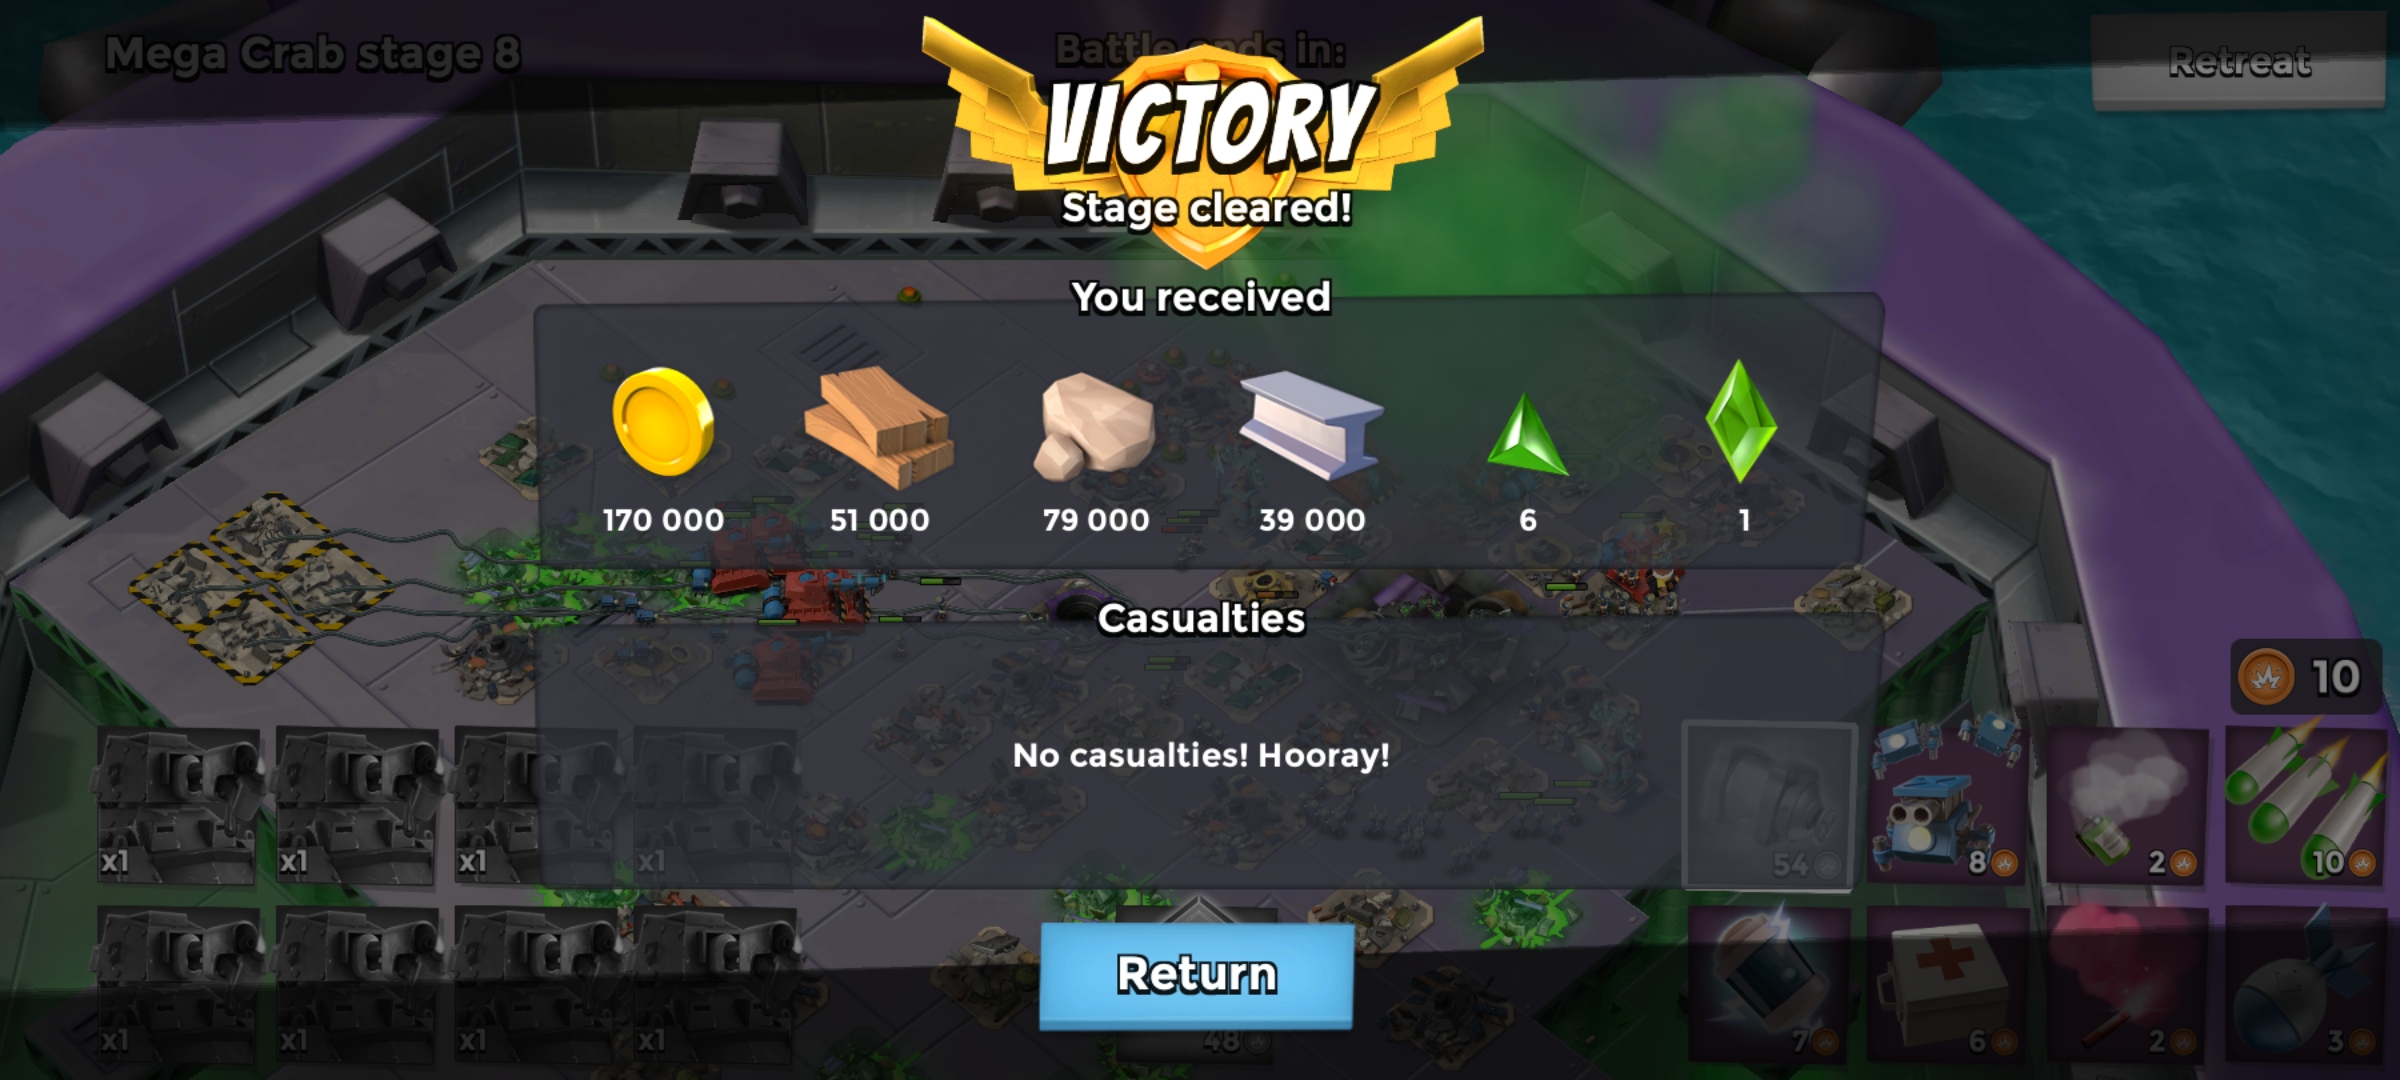 Mega Crab stage 8
Battle ends in:
Retreat
VICTORY
Stage cleared!
You received
170 000
51 000
79 000
39 000
6
1
Casualties
No casualties! Hooray!
10
x1
x1
x1
x1
54
8
2
10
Return
x1
x1
x1
x1
48
7
6
2
3